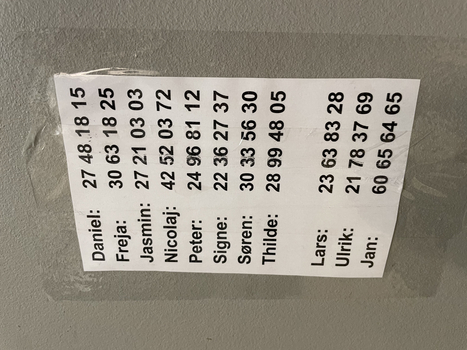 Daniel: 27 48 18 15
Freja: 30 63 18 25
Jasmin: 27 21 03 03
Nicolaj: 42 52 03 72
Peter: 24 96 81 12
Signe: 22 36 27 37
Søren: 30 33 56 30
Thilde: 28 99 48 05
Lars: 23 63 83 28
Ulrik: 21 78 37 69
Jan: 60 65 64 65